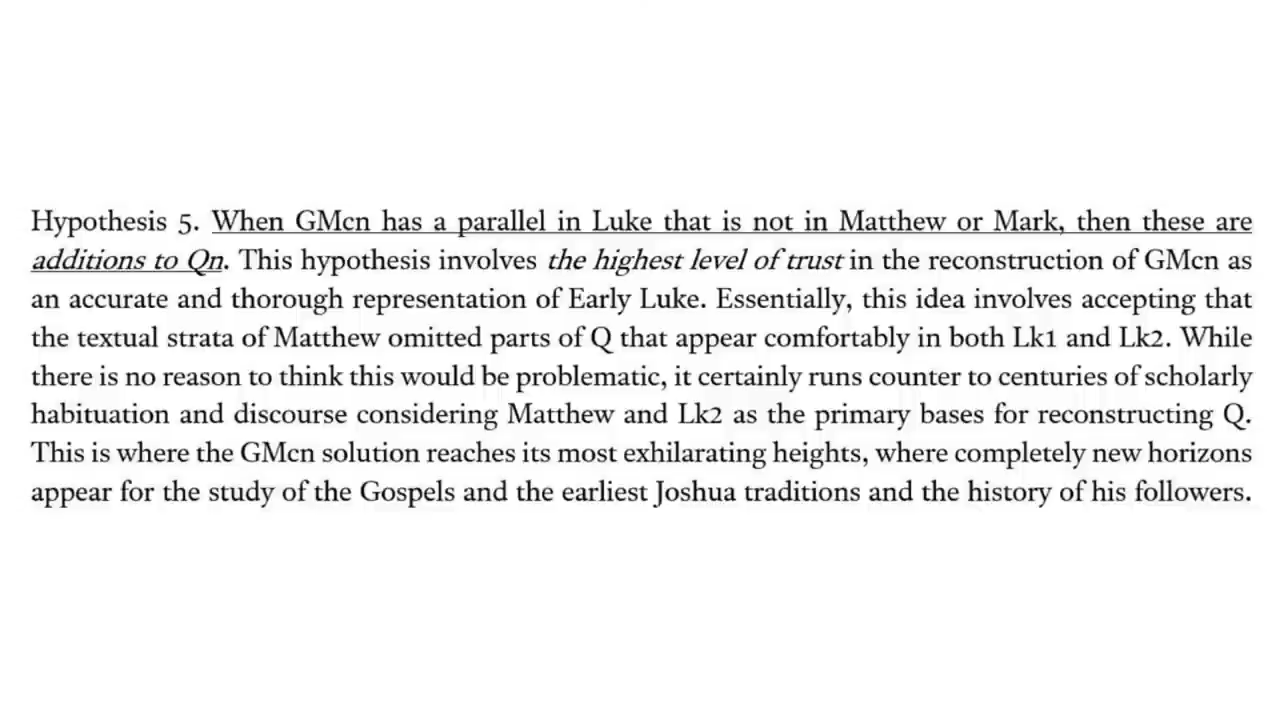 Hypothesis 5. When GMcn has a parallel in Luke that is not in Matthew or Mark, then these are
additions to Qn. This hypothesis involves the highest level of trust in the reconstruction of GMcn as
an accurate and thorough representation of Early Luke. Essentially, this idea involves accepting that
the textual strata of Matthew omitted parts of Q that appear comfortably in both Lk1 and Lk2. While
there is no reason to think this would be problematic, it certainly runs counter to centuries of scholarly
habituation and discourse considering Matthew and Lk2 as the primary bases for reconstructing Q.
This is where the GMcn solution reaches its most exhilarating heights, where completely new horizons
appear for the study of the Gospels and the earliest Joshua traditions and the history of his followers.